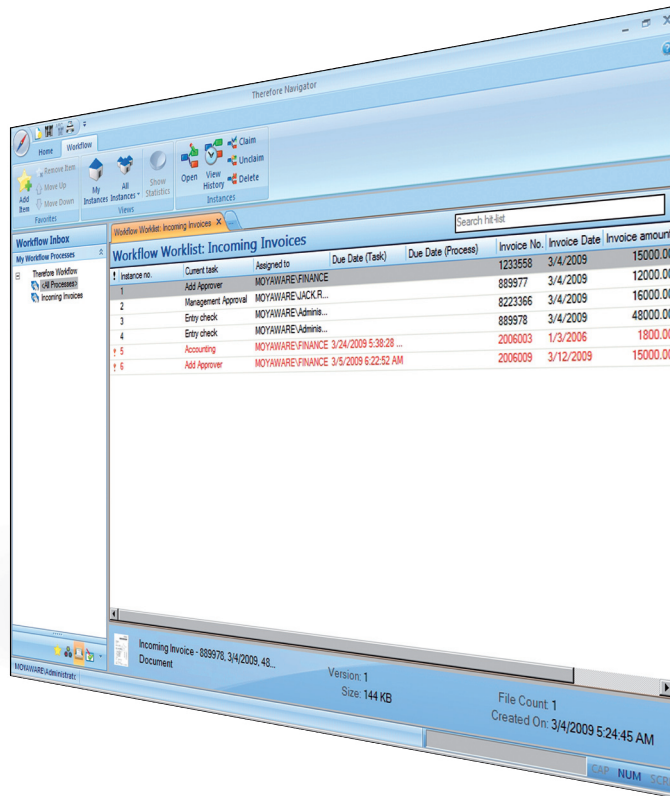 Therefore Navigator
Home Workflow
Add Item
Remove Item
Move Up
Move Down
Favorites
My Instances
All Instances
Views
Show Statistics
Open
View History
Claim
Unclaim
Delete
Instances
Workflow Inbox
My Workflow Processes
Therefore Workflow
<All Processes>
Incoming Invoices
Workflow Worklist: Incoming Invoices X
Workflow Worklist: Incoming Invoices
Search hit-list
! Instance no. Current task Assigned to Due Date (Task) Due Date (Process) Invoice No. Invoice Date Invoice amount
1 Add Approver MOYAWARE\FINANCE 1233558 3/4/2009 15000.00
2 Management Approval MOYAWARE\JACK.R... 889977 3/4/2009 12000.00
3 Entry check MOYAWARE\Adminis... 8223366 3/4/2009 16000.00
4 Entry check MOYAWARE\Adminis... 889978 3/4/2009 48000.00
! 5 Accounting MOYAWARE\FINANCE 3/24/2009 5:38:28 ... 2006003 1/3/2006 1800.00
! 6 Add Approver MOYAWARE\FINANCE 3/5/2009 6:22:52 AM 2006009 3/12/2009 15000.00
Incoming Invoice - 889978, 3/4/2009, 48...
Document
Version: 1
Size: 144 KB
File Count: 1
Created On: 3/4/2009 5:24:45 AM
MOYAWARE\Administratc
CAP NUM SCR